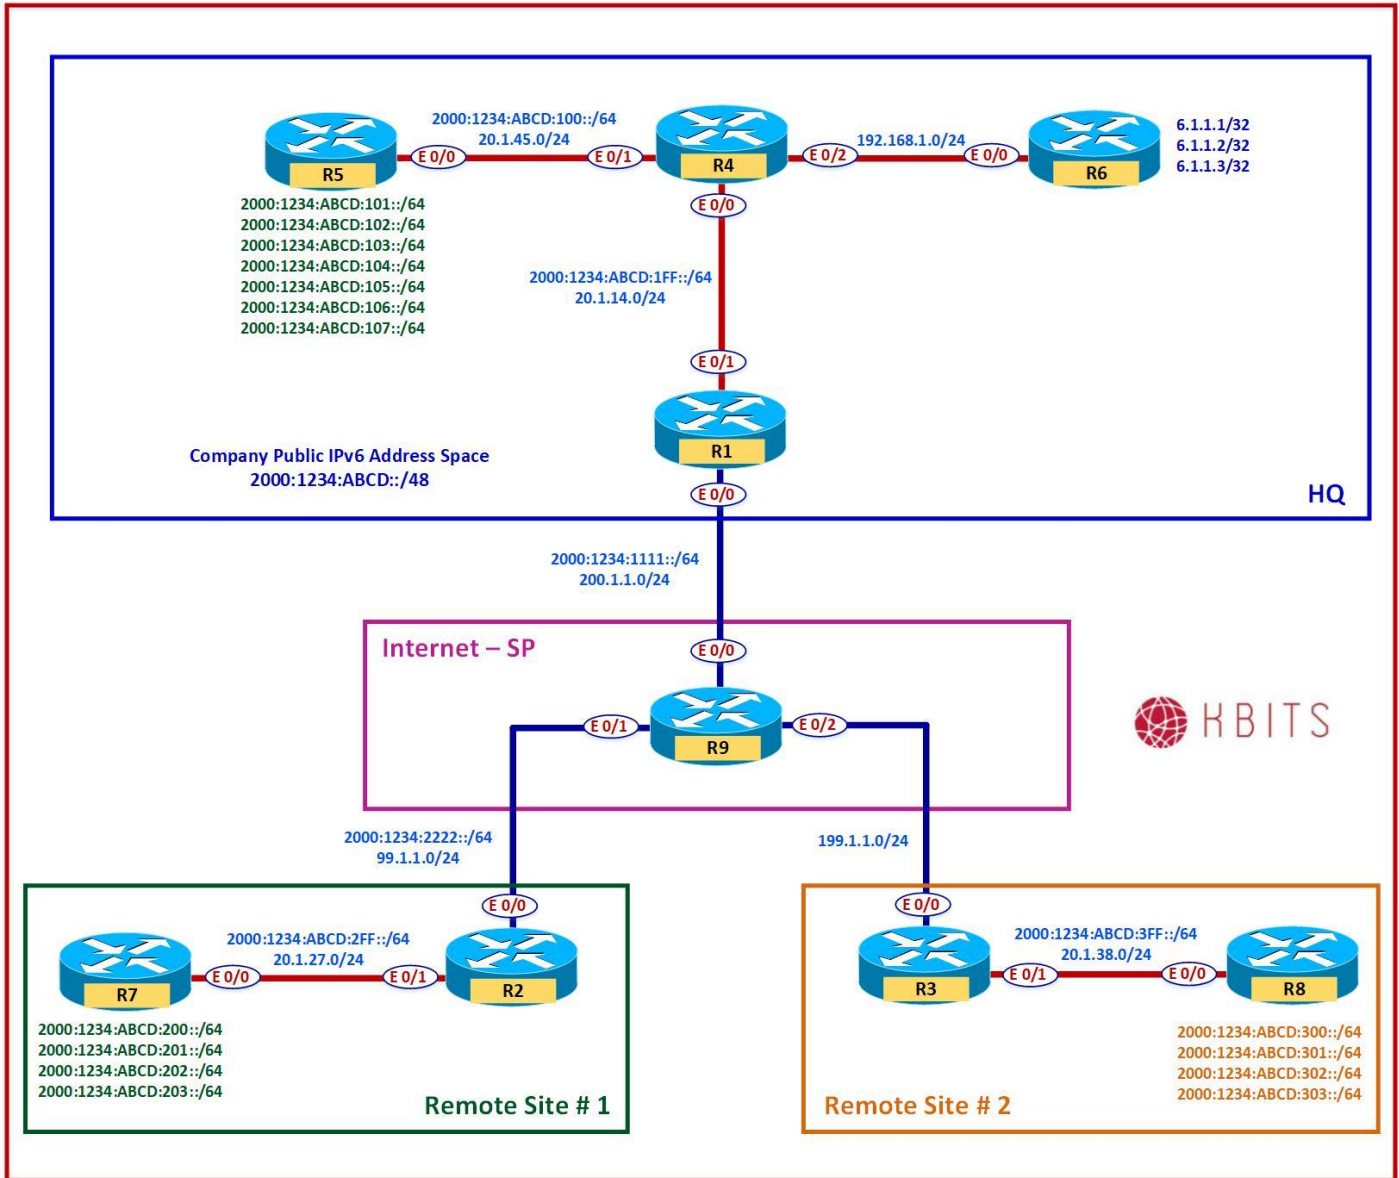 2000:1234:ABCD:100::/64
20.1.45.0/24
E 0/0
E 0/1
R5
R4
E 0/2
192.168.1.0/24
E 0/0
R6
6.1.1.1/32
6.1.1.2/32
6.1.1.3/32
2000:1234:ABCD:101::/64
2000:1234:ABCD:102::/64
2000:1234:ABCD:103::/64
2000:1234:ABCD:104::/64
2000:1234:ABCD:105::/64
2000:1234:ABCD:106::/64
2000:1234:ABCD:107::/64
E 0/0
2000:1234:ABCD:1FF::/64
20.1.14.0/24
E 0/1
R1
Company Public IPv6 Address Space
2000:1234:ABCD::/48
E 0/0
HQ
2000:1234:1111::/64
200.1.1.0/24
Internet – SP
E 0/0
E 0/1
E 0/2
R9
KBITS
2000:1234:2222::/64
99.1.1.0/24
199.1.1.0/24
E 0/0
2000:1234:ABCD:2FF::/64
20.1.27.0/24
E 0/0
E 0/1
R7
R2
2000:1234:ABCD:200::/64
2000:1234:ABCD:201::/64
2000:1234:ABCD:202::/64
2000:1234:ABCD:203::/64
Remote Site # 1
E 0/0
2000:1234:ABCD:3FF::/64
20.1.38.0/24
E 0/1
E 0/0
R3
R8
2000:1234:ABCD:300::/64
2000:1234:ABCD:301::/64
2000:1234:ABCD:302::/64
2000:1234:ABCD:303::/64
Remote Site # 2